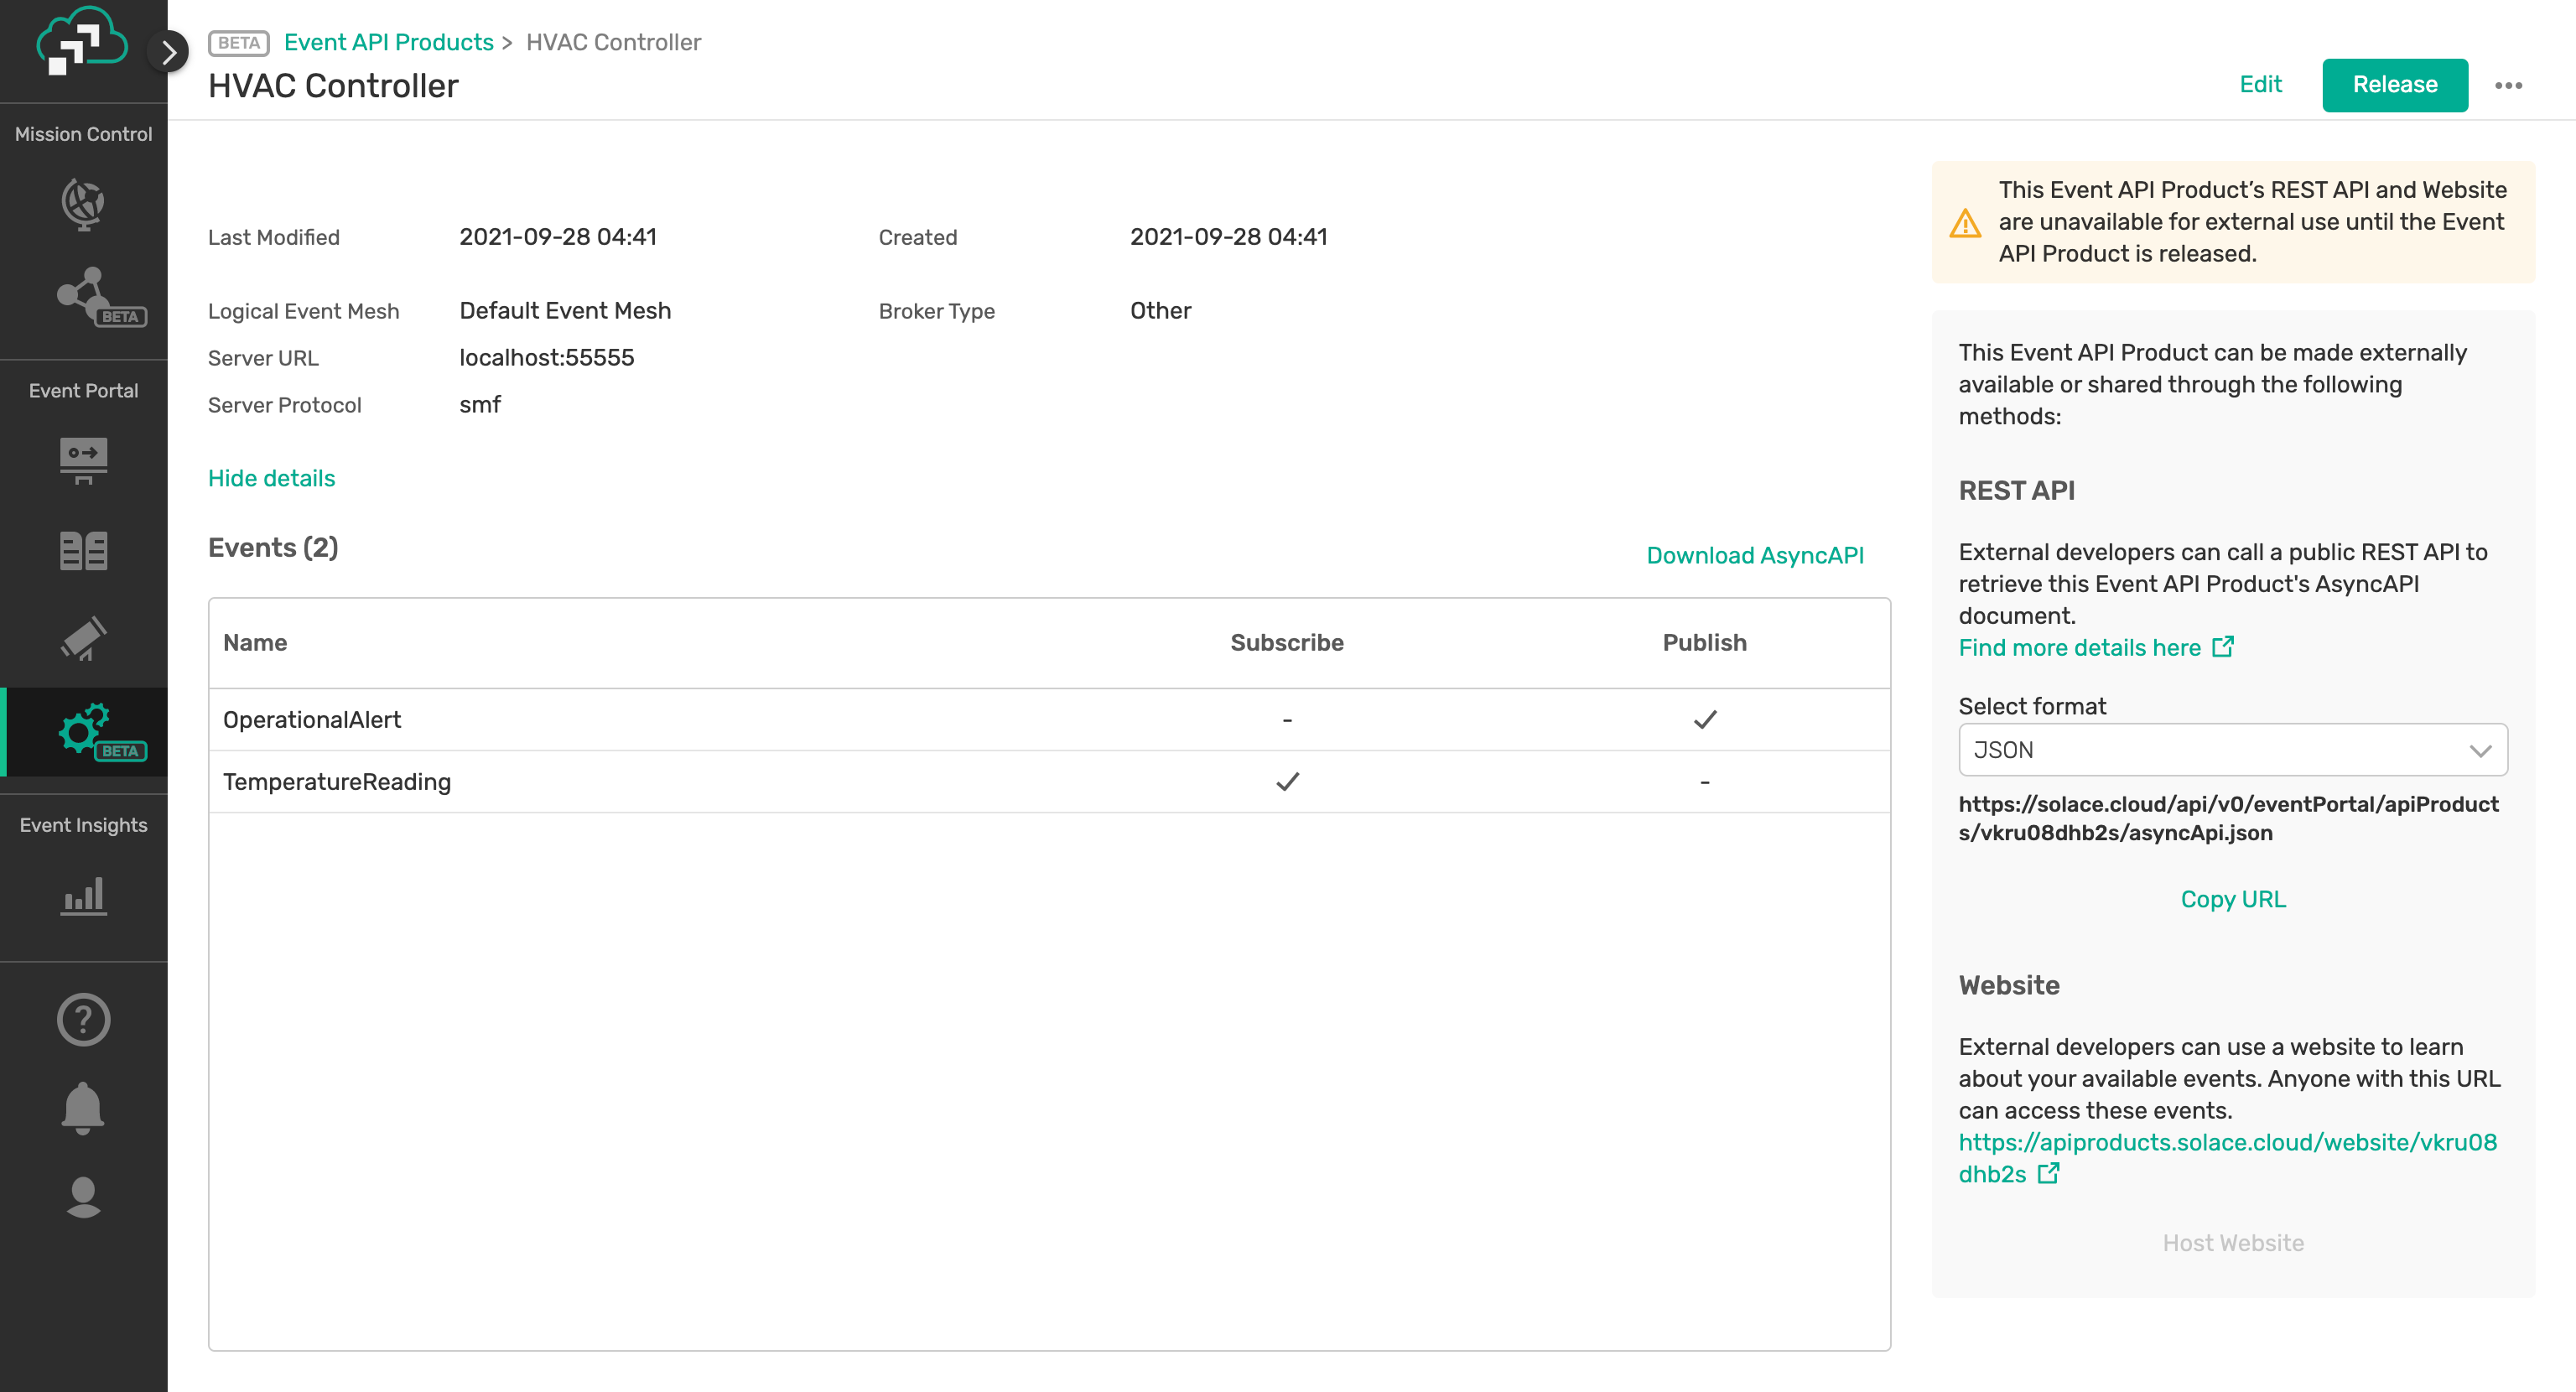 BETA Event API Products > HVAC Controller
HVAC Controller
Edit
Release
Mission Control
BETA
Event Portal
BETA
Event Insights
?
Last Modified 2021-09-28 04:41 Created 2021-09-28 04:41
Logical Event Mesh Default Event Mesh Broker Type Other
Server URL localhost:55555
Server Protocol smf
Hide details
Events (2)
Download AsyncAPI
Name Subscribe Publish
OperationalAlert - ✓
TemperatureReading ✓ -
This Event API Product’s REST API and Website
are unavailable for external use until the Event
API Product is released.
This Event API Product can be made externally
available or shared through the following
methods:
REST API
External developers can call a public REST API to
retrieve this Event API Product's AsyncAPI
document.
Find more details here
Select format
JSON
https://solace.cloud/api/v0/eventPortal/apiProduct
s/vkru08dhb2s/asyncApi.json
Copy URL
Website
External developers can use a website to learn
about your available events. Anyone with this URL
can access these events.
https://apiproducts.solace.cloud/website/vkru08
dhb2s
Host Website